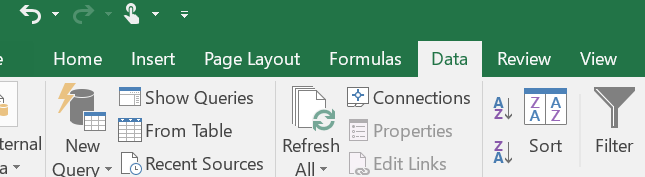 Home Insert Page Layout Formulas Data Review View
Show Queries
From Table
Recent Sources
New
Query
Refresh
All
Connections
Properties
Edit Links
A
Z
Z
A
Z A
A Z
Sort
Filter